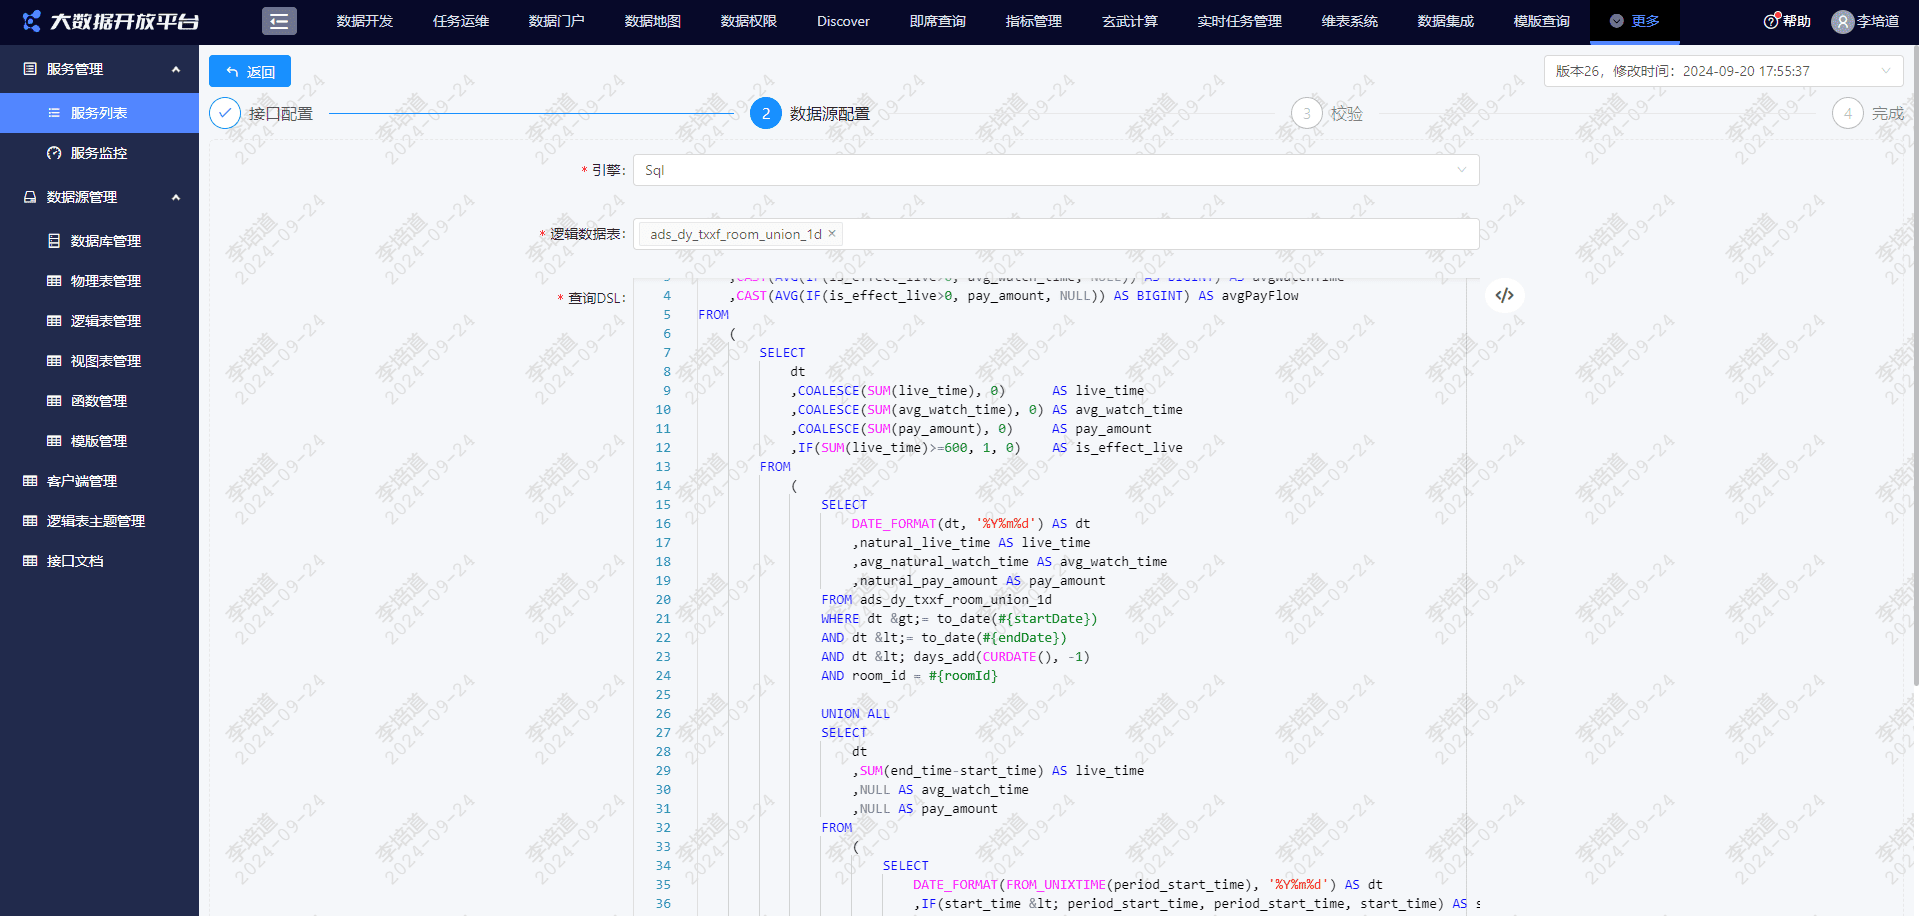 大数据开放平台
数据开发 任务运维 数据门户 数据地图 数据权限 Discover 即席查询 指标管理 玄武计算 实时任务管理 维表系统 数据集成 模版查询 更多 帮助 李培道
服务管理
服务列表
服务监控
数据源管理
数据库管理
物理表管理
逻辑表管理
视图表管理
函数管理
模版管理
客户端管理
逻辑表主题管理
接口文档
返回
版本26，修改时间：2024-09-20 17:55:37
接口配置
2 数据源配置
3 校验
4 完成
* 引擎： Sql
* 逻辑数据表： ads_dy_txxf_room_union_1d ×
* 查询DSL：
3 ,CAST(AVG(IF(is_effect_live>0, avg_watch_time, NULL)) AS BIGINT) AS avgWatchTime
4 ,CAST(AVG(IF(is_effect_live>0, pay_amount, NULL)) AS BIGINT) AS avgPayFlow
5 FROM
6 (
7 SELECT
8 dt
9 ,COALESCE(SUM(live_time), 0) AS live_time
10 ,COALESCE(SUM(avg_watch_time), 0) AS avg_watch_time
11 ,COALESCE(SUM(pay_amount), 0) AS pay_amount
12 ,IF(SUM(live_time)>=600, 1, 0) AS is_effect_live
13 FROM
14 (
15 SELECT
16 DATE_FORMAT(dt, '%Y%m%d') AS dt
17 ,natural_live_time AS live_time
18 ,avg_natural_watch_time AS avg_watch_time
19 ,natural_pay_amount AS pay_amount
20 FROM ads_dy_txxf_room_union_1d
21 WHERE dt &gt;= to_date(#{startDate})
22 AND dt &lt;= to_date(#{endDate})
23 AND dt &lt; days_add(CURDATE(), -1)
24 AND room_id = #{roomId}
25
26 UNION ALL
27 SELECT
28 dt
29 ,SUM(end_time-start_time) AS live_time
30 ,NULL AS avg_watch_time
31 ,NULL AS pay_amount
32 FROM
33 (
34 SELECT
35 DATE_FORMAT(FROM_UNIXTIME(period_start_time), '%Y%m%d') AS dt
36 ,IF(start_time &lt; period_start_time, period_start_time, start_time) AS s
李培道
2024-09-24